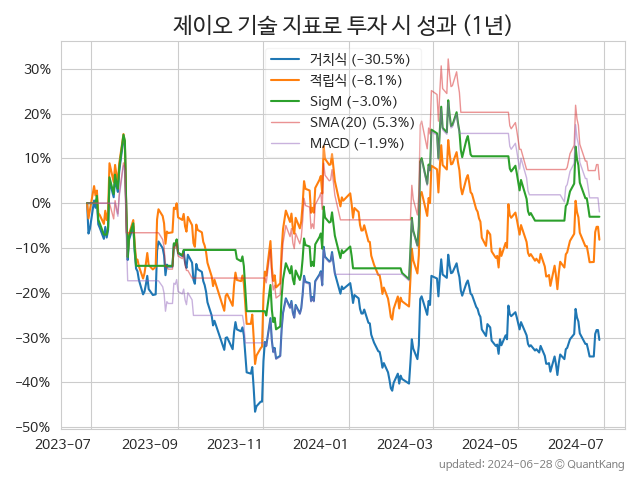 제이오 기술 지표로 투자 시 성과 (1년)
거치식 (−30.5%)
적립식 (−8.1%)
SigM (−3.0%)
SMA(20) (5.3%)
MACD (−1.9%)
30%
20%
10%
0%
−10%
−20%
−30%
−40%
−50%
2023-07 2023-09 2023-11 2024-01 2024-03 2024-05 2024-07
updated: 2024-06-28 © QuantKang